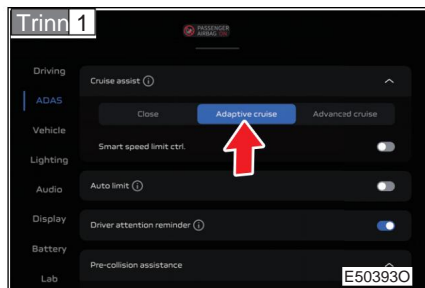 Trinn 1
PASSENGER
AIRBAG
Driving
ADAS
Vehicle
Lighting
Audio
Display
Battery
Lab
Cruise assist
Close Adaptive cruise Advanced cruise
Smart speed limit ctrl.
Auto limit
Driver attention reminder
Pre-collision assistance
E50393O